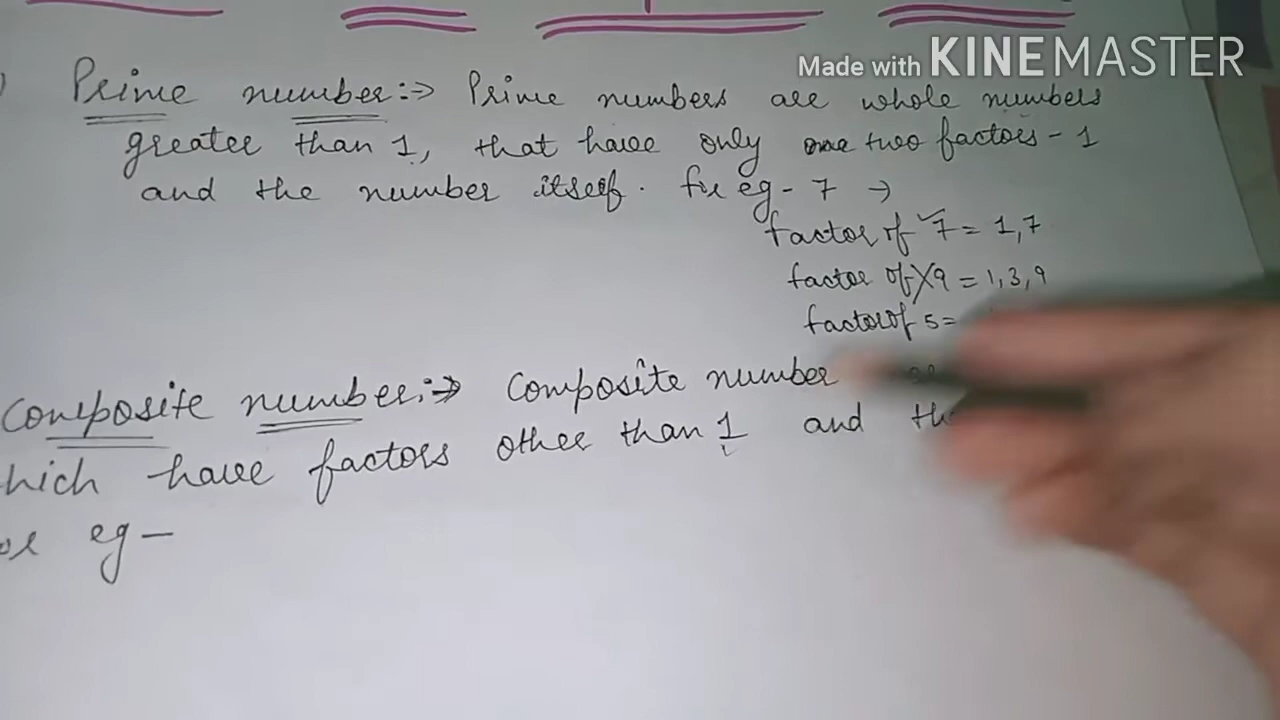 Made with KINEMASTER
Prime number:⇒ Prime numbers are whole numbers
greater than 1, that have only one two factors - 1
and the number itself. for eg - 7 →
factor of 7 = 1,7
factor of 9 = 1,3,9
factor of 5 =
Composite number:⇒ Composite number
which have factors other than 1 and
eg -